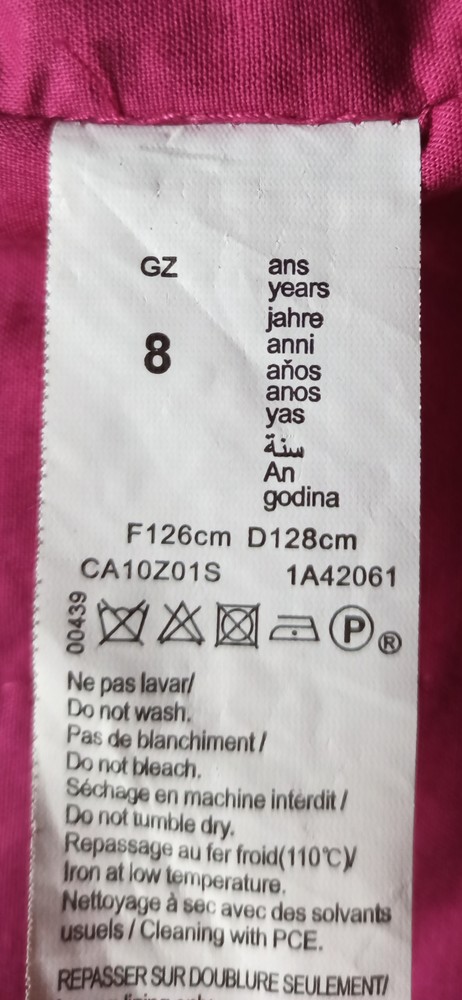 GZ
8
ans
years
jahre
anni
aňos
anos
yas
سنة
An
godina
F126cm D128cm
CA10Z01S 1A42061
00439
P ®
Ne pas lavar/
Do not wash.
Pas de blanchiment /
Do not bleach.
Séchage en machine interdit /
Do not tumble dry.
Repassage au fer froid(110℃)/
Iron at low temperature.
Nettoyage à sec avec des solvants
usuels / Cleaning with PCE.
REPASSER SUR DOUBLURE SEULEMENT/